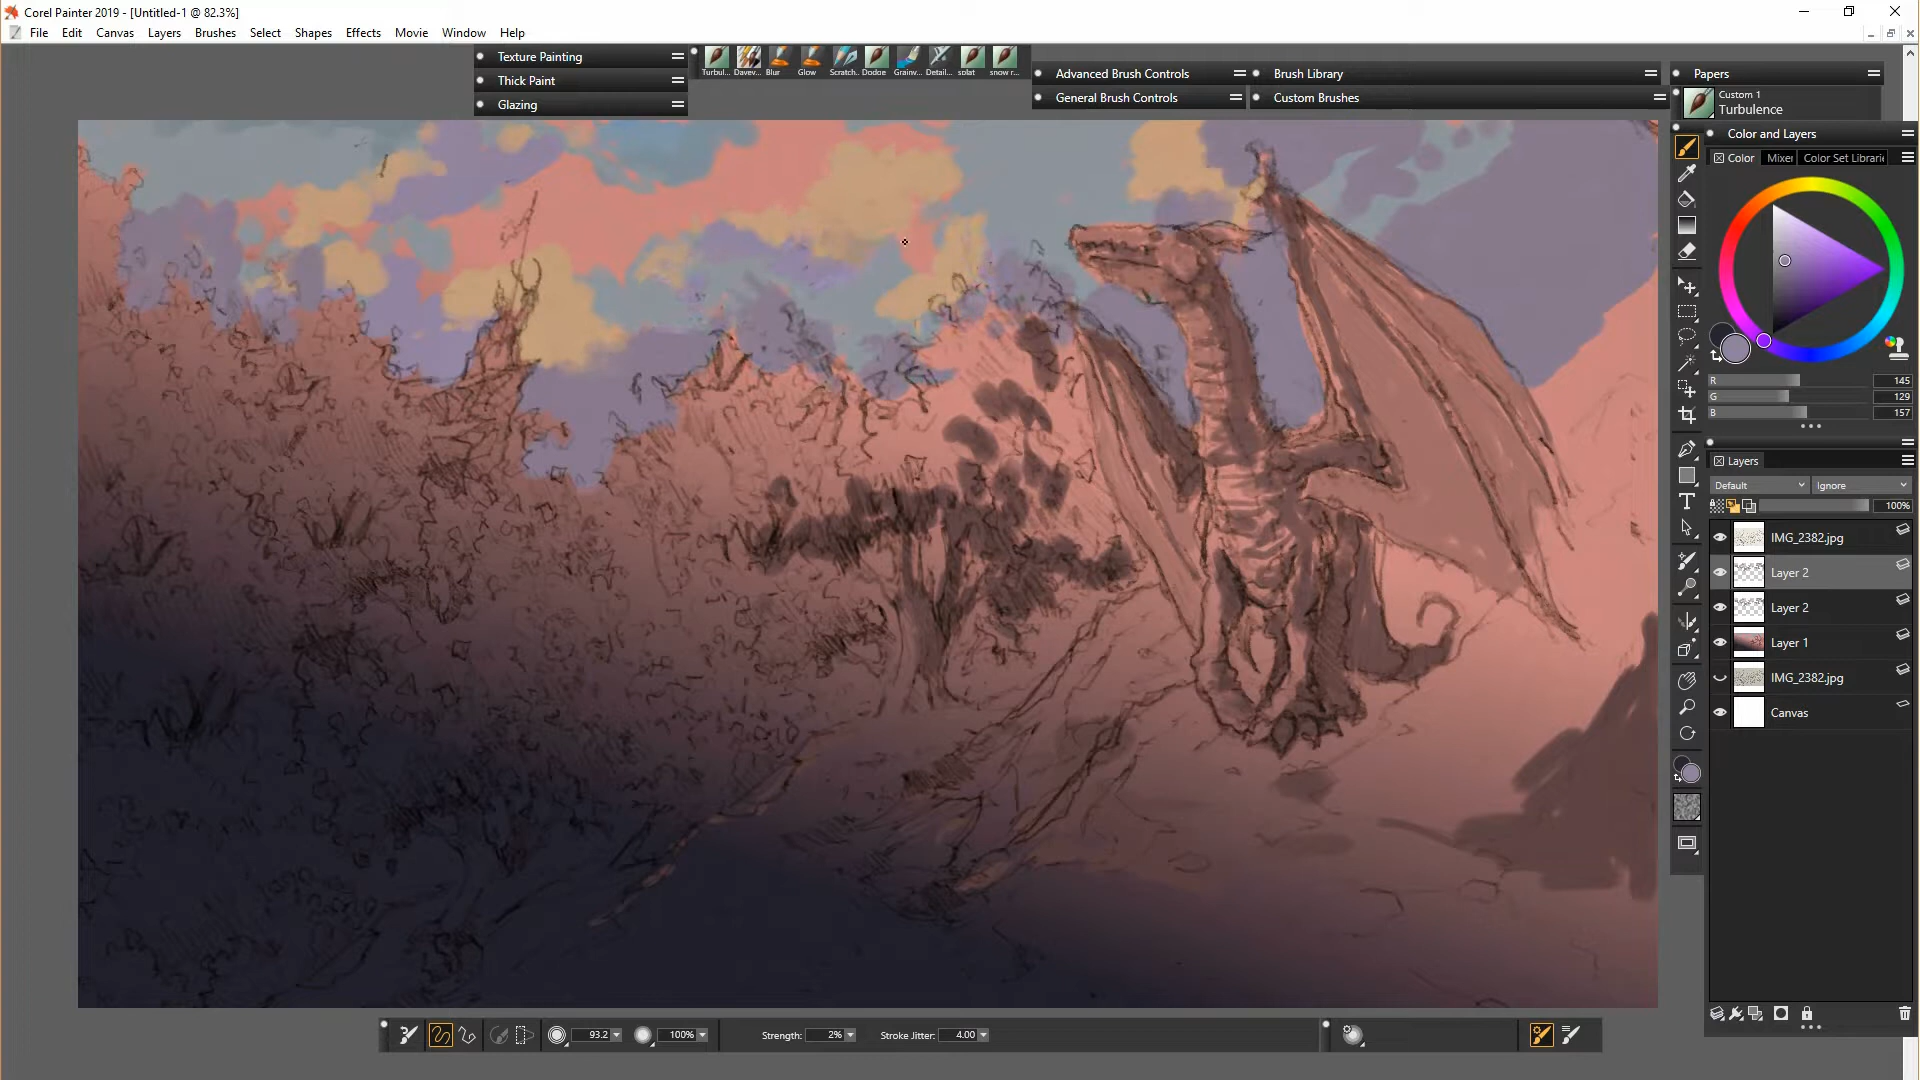 Corel Painter 2019 - [Untitled-1 @ 82.3%]
File Edit Canvas Layers Brushes Select Shapes Effects Movie Window Help
Texture Painting
Thick Paint
Glazing
Turbul... Davev... Blur Glow Scratch... Dodge Grainy... Detail... splat snow r...
Advanced Brush Controls
General Brush Controls
Brush Library
Custom Brushes
Papers
Custom 1
Turbulence
Color and Layers
Color Mixer Color Set Librari
R 145
G 129
B 157
Layers
Default Ignore
100%
IMG_2382.jpg
Layer 2
Layer 2
Layer 1
IMG_2382.jpg
Canvas
93.2 100% Strength: 2% Stroke Jitter: 4.00